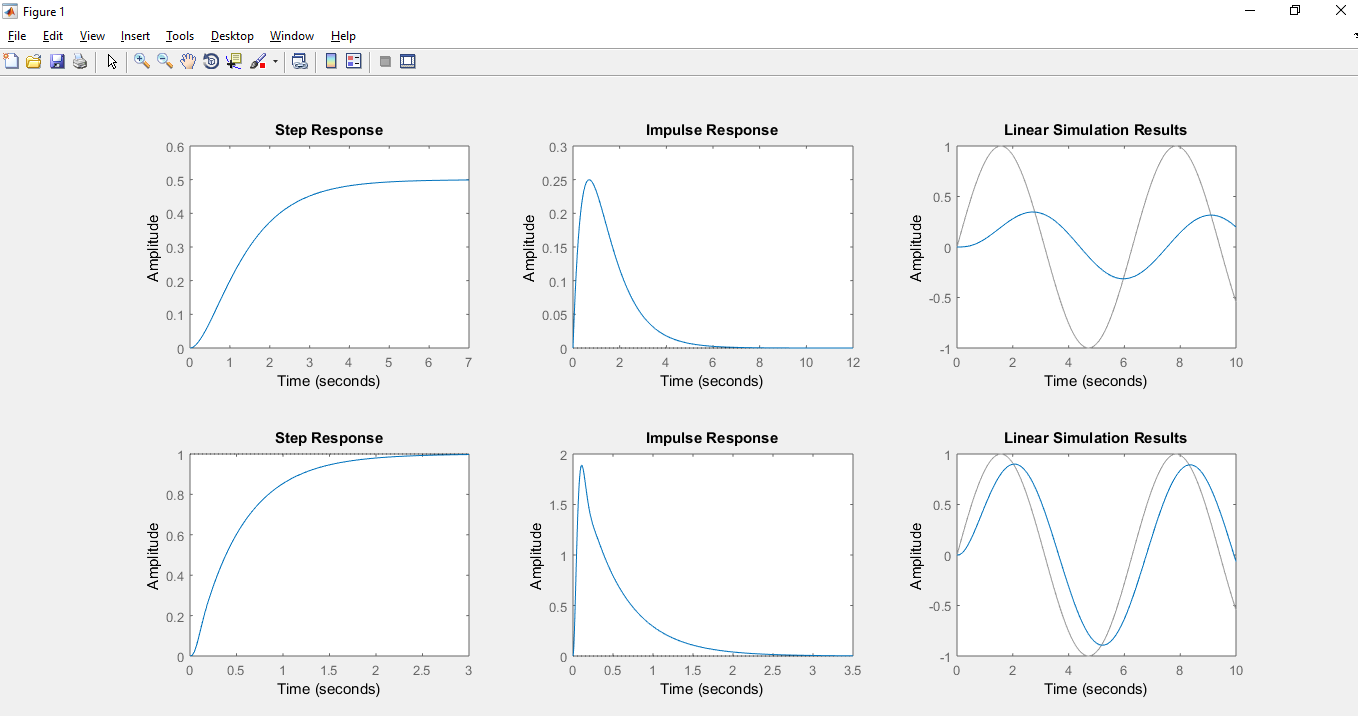 Figure 1
File Edit View Insert Tools Desktop Window Help
Step Response
Amplitude
0.6
0.5
0.4
0.3
0.2
0.1
0
0 1 2 3 4 5 6 7
Time (seconds)
Impulse Response
Amplitude
0.3
0.25
0.2
0.15
0.1
0.05
0
0 2 4 6 8 10 12
Time (seconds)
Linear Simulation Results
Amplitude
1
0.5
0
-0.5
-1
0 2 4 6 8 10
Time (seconds)
Step Response
Amplitude
1
0.8
0.6
0.4
0.2
0
0 0.5 1 1.5 2 2.5 3
Time (seconds)
Impulse Response
Amplitude
2
1.5
1
0.5
0
0 0.5 1 1.5 2 2.5 3 3.5
Time (seconds)
Linear Simulation Results
Amplitude
1
0.5
0
-0.5
-1
0 2 4 6 8 10
Time (seconds)